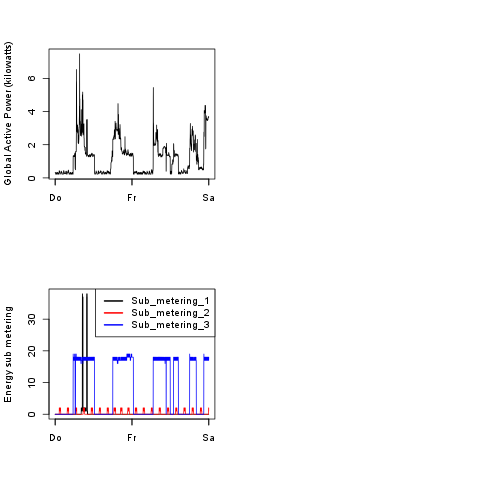 Global Active Power (kilowatts)
6
4
2
0
Do Fr Sa
Energy sub metering
30
20
10
0
Sub_metering_1
Sub_metering_2
Sub_metering_3
Do Fr Sa